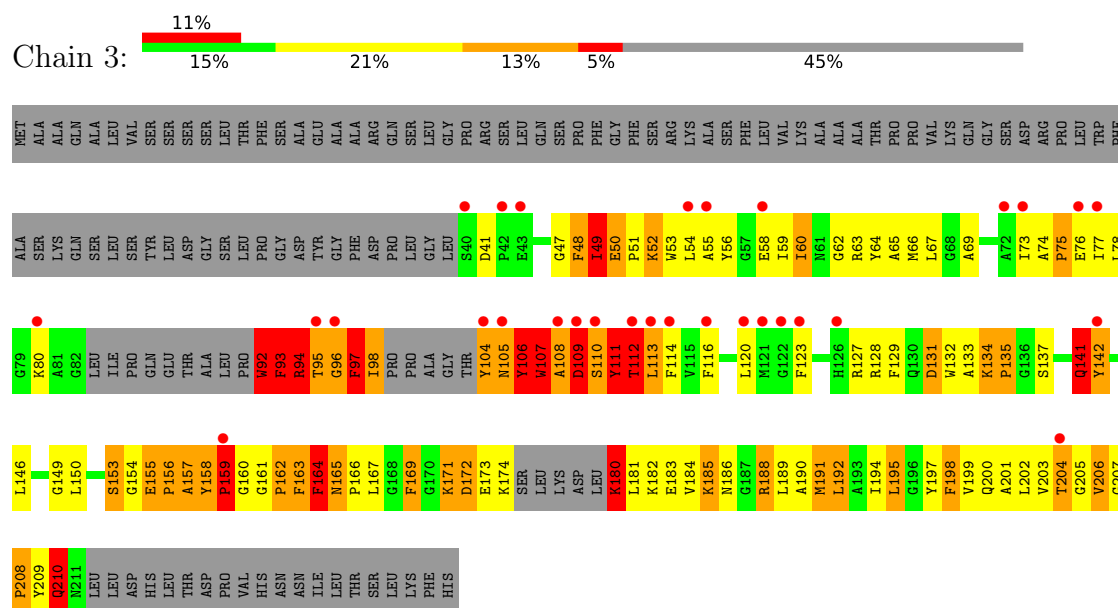 11%
Chain 3:
15% 21% 13% 5% 45%
MET ALA ALA GLN ALA LEU VAL SER SER SER SER LEU THR PHE SER ALA GLU ALA ALA ARG GLN SER LEU GLY PRO ARG SER LEU GLN SER PRO PHE GLY PHE SER ARG LYS ALA SER PHE LEU VAL LYS ALA ALA ALA THR PRO PRO VAL LYS GLN GLY SER ASP ARG PRO LEU TRP PHE
ALA SER LYS GLN SER LEU SER TYR LEU ASP GLY SER LEU PRO GLY ASP TYR GLY PHE ASP PRO LEU GLY LEU S40 D41 P42 E43 G47 F48 I49 E50 P51 K52 W53 L54 A55 Y56 G57 E58 I59 I60 N61 G62 R63 Y64 A65 M66 L67 G68 A69 A72 I73 A74 P75 E76 I77 L78
G79 K80 A81 G82 LEU ILE PRO GLN GLU THR ALA LEU PRO W92 F93 R94 T95 G96 F97 I98 PRO PRO ALA GLY THR Y104 N105 Y106 W107 A108 D109 S110 Y111 T112 L113 F114 V115 F116 L120 M121 G122 F123 H126 R127 R128 F129 Q130 D131 W132 A133 K134 P135 G136 S137 Q141 Y142
L146 G149 L150 S153 G154 E155 P156 A157 Y158 P159 G160 G161 P162 F163 F164 N165 P166 L167 G168 F169 G170 K171 D172 E173 K174 SER LEU LYS ASP LEU K180 L181 K182 E183 V184 K185 N186 G187 R188 L189 A190 M191 L192 A193 I194 L195 G196 Y197 F198 V199 Q200 A201 L202 V203 T204 G205 V206 G207
P208 Y209 Q210 N211 LEU LEU ASP HIS LEU THR ASP PRO VAL HIS ASN ASN ILE LEU THR SER LEU LYS PHE HIS